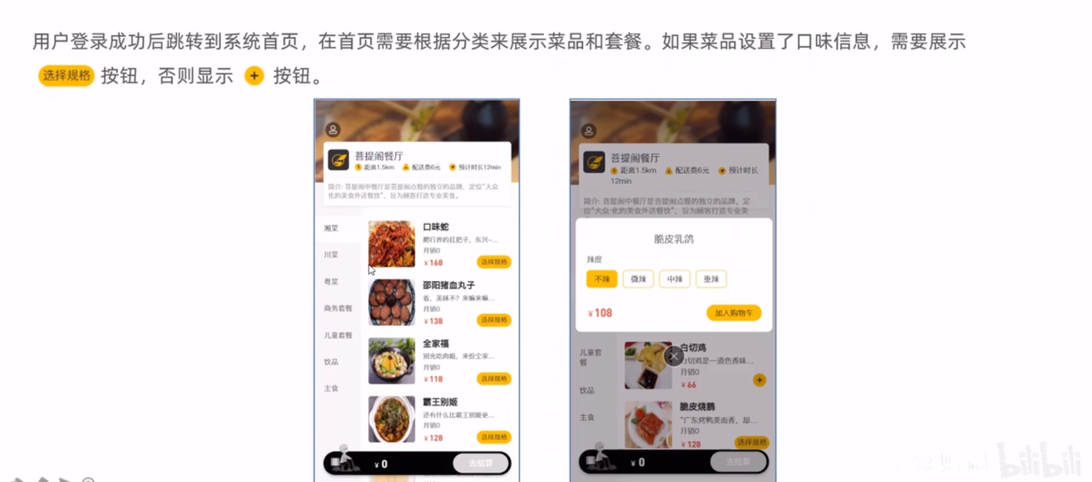 用户登录成功后跳转到系统首页，在首页需要根据分类来展示菜品和套餐。如果菜品设置了口味信息，需要展示
选择规格 按钮，否则显示 + 按钮。
菩提阁餐厅
距离1.5km 配送费6元 预计时长12min
简介: 菩提阁中餐厅是菩提阁点餐的独立的品牌，定位“大众
化的美食外送餐饮”，旨为顾客打造专业美食。
湘菜
川菜
粤菜
商务套餐
儿童套餐
饮品
主食
口味蛇
爬行界的扛把子，东兴-...
月销0
￥168
选择规格
邵阳猪血丸子
看，美味不？来嘛来嘛...
月销0
￥138
选择规格
全家福
别光吃肉啦，来份全家...
月销0
￥118
选择规格
霸王别姬
还有什么比霸王别姬更...
月销0
￥128
选择规格
￥0
去结算
菩提阁餐厅
距离1.5km 配送费6元 预计时长
12min
简介: 菩提阁中餐厅是菩提阁点餐的独立的品牌，定
位“大众 化的美食外送餐饮”，旨为顾客打造专业美
脆皮乳鸽
辣度
不辣 微辣 中辣 重辣
￥108
加入购物车
儿童套
餐
饮品
主食
白切鸡
白切鸡是一道色香味...
月销0
￥66
+
脆皮烧鹅
“广东烤鸭美而香，却...
月销0
￥128
选择规格
￥0
去结算
bilibili